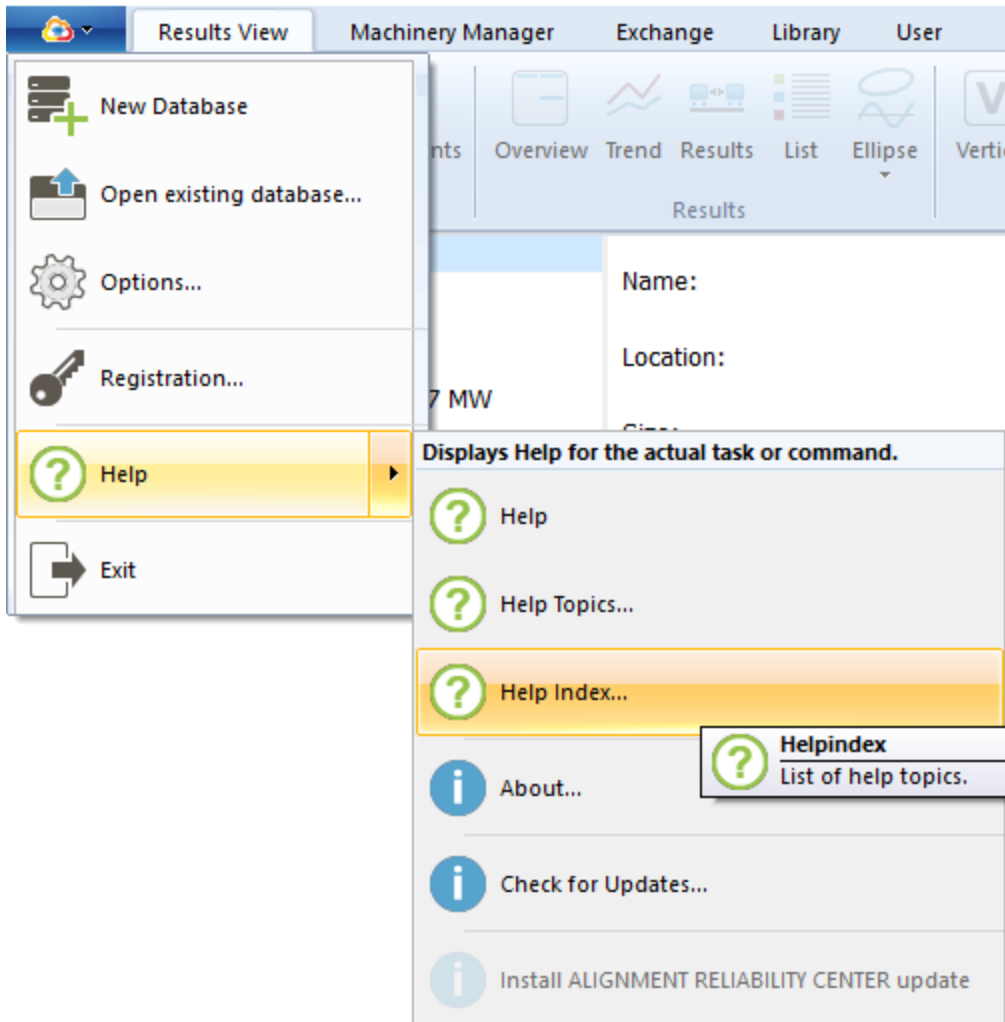 Results View Machinery Manager Exchange Library User
New Database
nts Overview Trend Results List Ellipse Verti
Open existing database...
Results
Options...
Name:
Location:
Registration...
7 MW
Displays Help for the actual task or command.
Help
Help
Exit
Help Topics...
Help Index...
Helpindex
List of help topics.
About...
Check for Updates...
Install ALIGNMENT RELIABILITY CENTER update